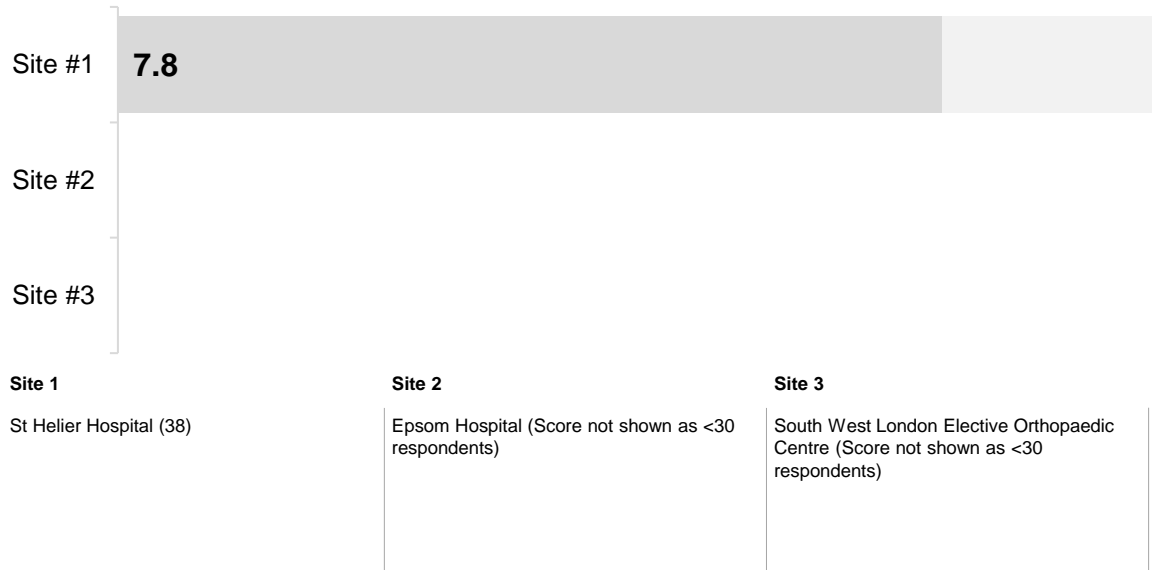 Site #1
7.8
Site #2
Site #3
Site 1
St Helier Hospital (38)
Site 2
Epsom Hospital (Score not shown as <30
respondents)
Site 3
South West London Elective Orthopaedic
Centre (Score not shown as <30
respondents)